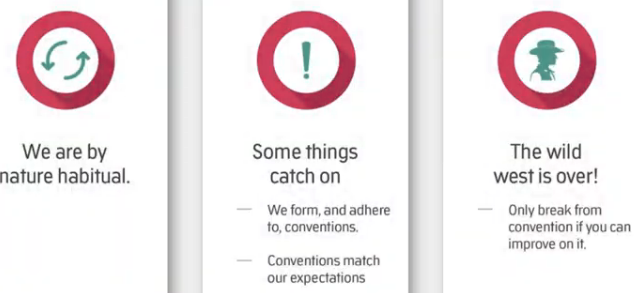 We are by
nature habitual.
Some things
catch on
— We form, and adhere
to, conventions.
— Conventions match
our expectations
The wild
west is over!
— Only break from
convention if you can
improve on it.